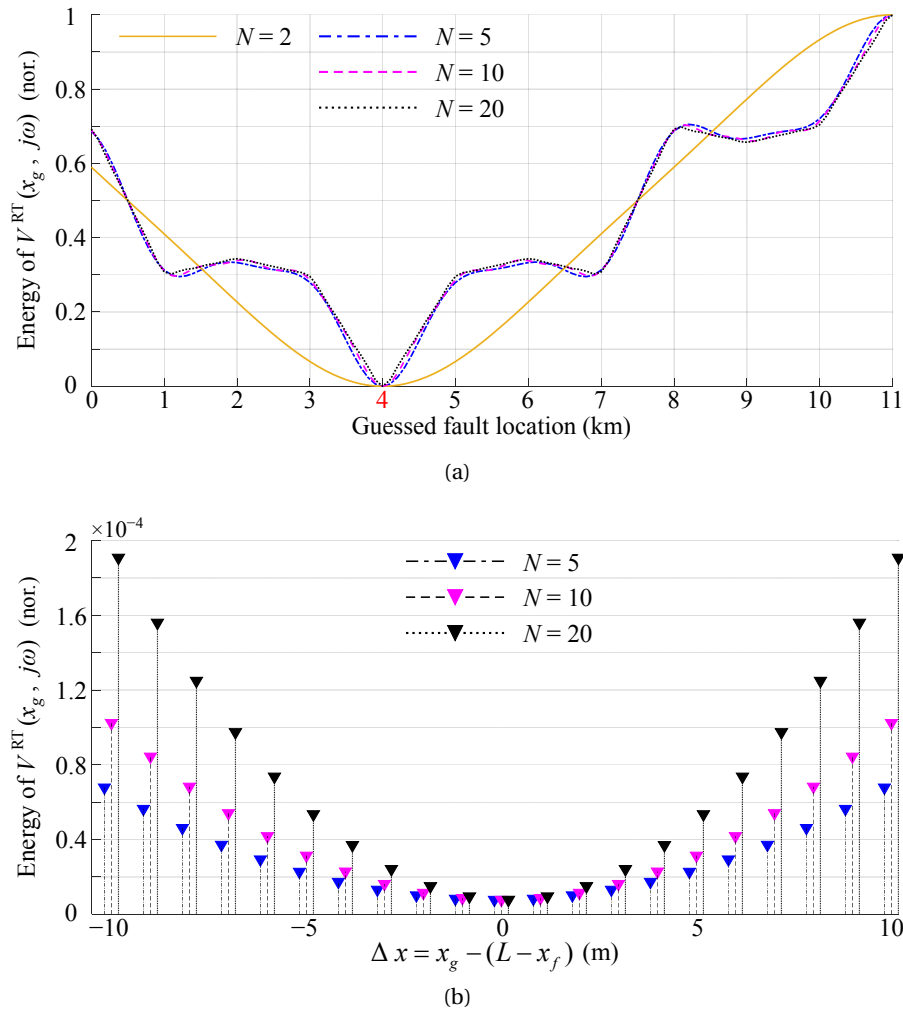 1
0.8
0.6
0.4
0.2
0
Energy of V^RT(x_g , jω) (nor.)
N = 2
N = 5
N = 10
N = 20
0 1 2 3 4 5 6 7 8 9 10 11
Guessed fault location (km)
(a)
×10⁻⁴
2
1.6
1.2
0.8
0.4
0
Energy of V^RT(x_g , jω) (nor.)
N = 5
N = 10
N = 20
−10 −5 0 5 10
Δ x = x_g − (L − x_f) (m)
(b)